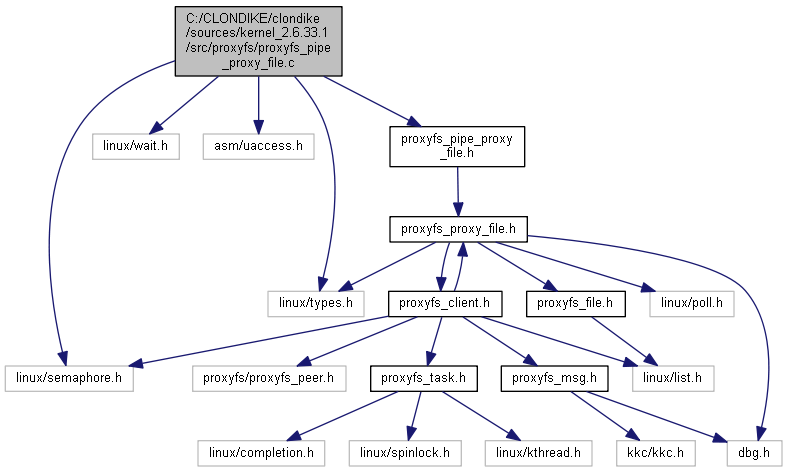 C:/CLONDIKE/clondike
/sources/kernel_2.6.33.1
/src/proxyfs/proxyfs_pipe
_proxy_file.c
linux/wait.h
asm/uaccess.h
proxyfs_pipe_proxy
_file.h
proxyfs_proxy_file.h
linux/types.h
proxyfs_client.h
proxyfs_file.h
linux/poll.h
linux/semaphore.h
proxyfs/proxyfs_peer.h
proxyfs_task.h
proxyfs_msg.h
linux/list.h
linux/completion.h
linux/spinlock.h
linux/kthread.h
kkc/kkc.h
dbg.h